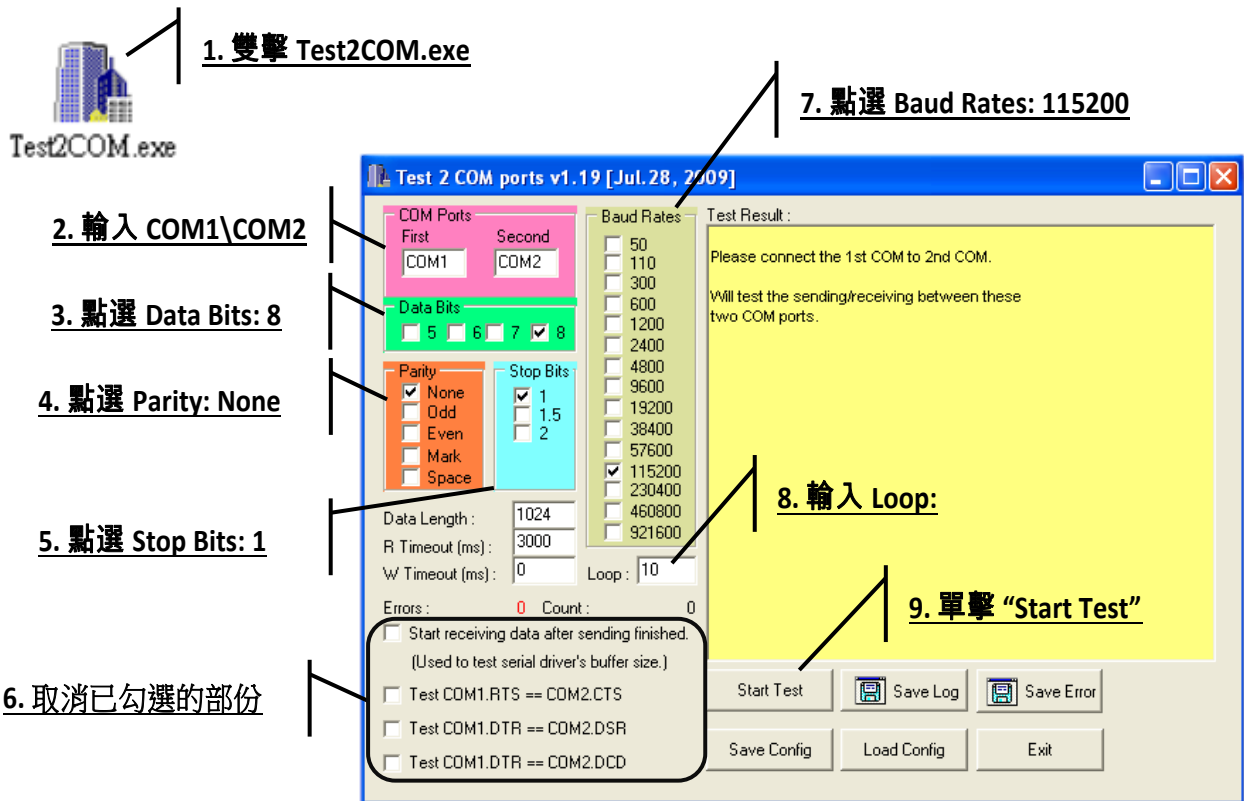 1. 雙擊 Test2COM.exe
Test2COM.exe
7. 點選 Baud Rates: 115200
Test 2 COM ports v1.19 [Jul.28, 2009]
2. 輸入 COM1\COM2
COM Ports
First Second
COM1 COM2
3. 點選 Data Bits: 8
Data Bits
5 6 7 8
4. 點選 Parity: None
Parity
None
Odd
Even
Mark
Space
Stop Bits
1
1.5
2
5. 點選 Stop Bits: 1
Baud Rates
50
110
300
600
1200
2400
4800
9600
19200
38400
57600
115200
230400
460800
921600
Data Length : 1024
R Timeout (ms) : 3000
W Timeout (ms) : 0
Loop : 10
8. 輸入 Loop:
Errors : 0 Count : 0
6. 取消已勾選的部份
Start receiving data after sending finished.
(Used to test serial driver's buffer size.)
Test COM1.RTS == COM2.CTS
Test COM1.DTR == COM2.DSR
Test COM1.DTR == COM2.DCD
Test Result :
Please connect the 1st COM to 2nd COM.
Will test the sending/receiving between these
two COM ports.
9. 單擊 “Start Test”
Start Test Save Log Save Error
Save Config Load Config Exit